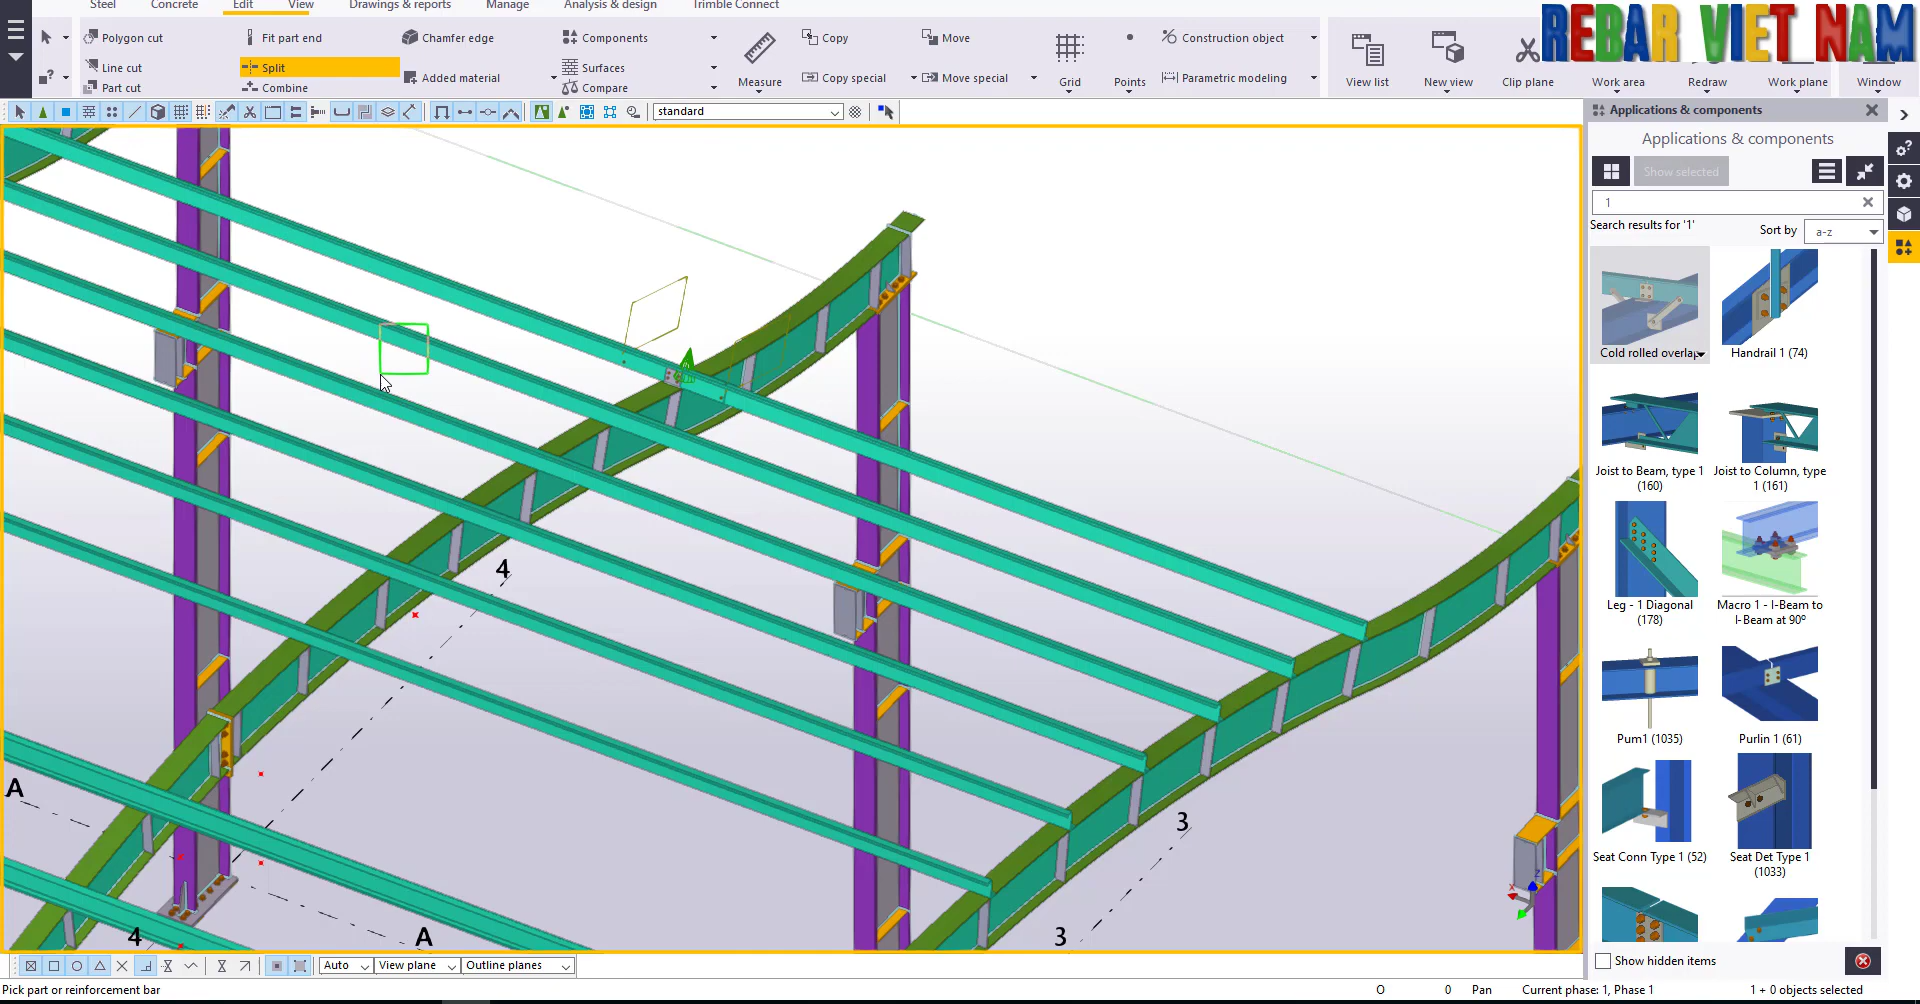 Steel Concrete Edit View Drawings & reports Manage Analysis & design Trimble Connect
REBAR VIET NAM
Polygon cut Fit part end Chamfer edge Components Copy Move Construction object
Line cut Split Surfaces
Added material Copy special Move special Parametric modeling
Part cut Combine Compare
Measure Grid Points View list New view Clip plane Work area Redraw Work plane Window
standard
Applications & components
Applications & components
Show selected
1
Search results for '1'
Sort by a-z
Cold rolled overlap
Handrail 1 (74)
Joist to Beam, type 1
(160)
Joist to Column, type
1 (161)
Leg - 1 Diagonal
(178)
Macro 1 - I-Beam to
I-Beam at 90º
Pum1 (1035)
Purlin 1 (61)
Seat Conn Type 1 (52)
Seat Det Type 1
(1033)
Show hidden items
4
3
A
4
A
3
X
Z
Auto View plane Outline planes
Pick part or reinforcement bar O 0 Pan Current phase: 1, Phase 1 1 + 0 objects selected